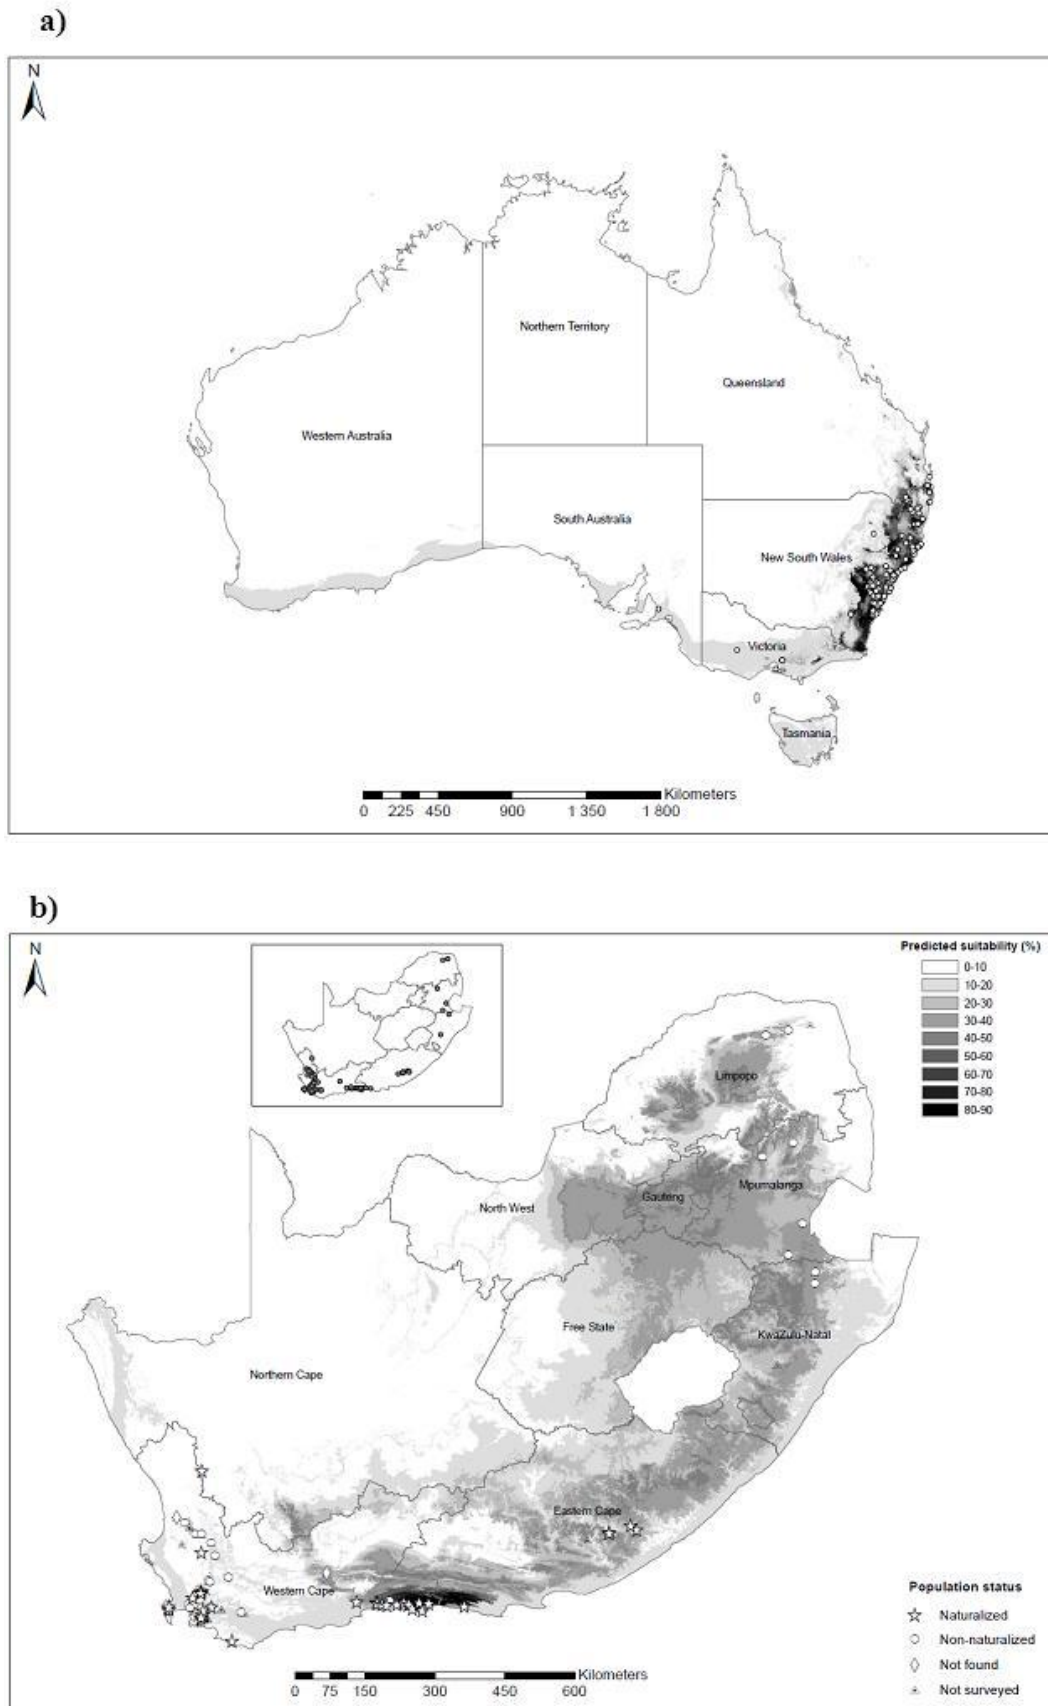 a)
N
Northern Territory
Queensland
Western Australia
South Australia
New South Wales
Victoria
Tasmania
Kilometers
0 225 450 900 1 350 1 800
b)
N
Predicted suitability (%)
0-10
10-20
20-30
30-40
40-50
50-60
60-70
70-80
80-90
Limpopo
Mpumalanga
Gauteng
North West
Free State
KwaZulu-Natal
Northern Cape
Eastern Cape
Western Cape
Population status
Naturalized
Non-naturalized
Not found
Not surveyed
Kilometers
0 75 150 300 450 600